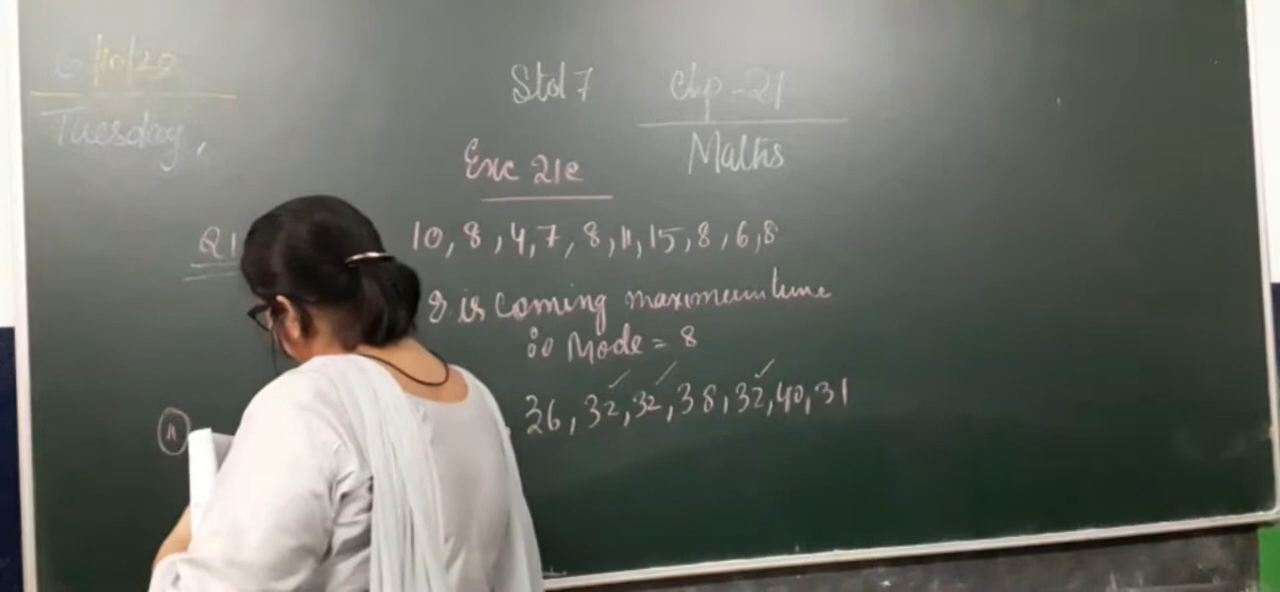 6/10/20
Tuesday,
Std 7 Chp-21
Maths
Exc 21e
Q1 10, 8, 4, 7, 8, 11, 15, 8, 6, 8
8 is coming maximum time
∴ Mode = 8
36, 32, 32, 38, 32, 40, 31